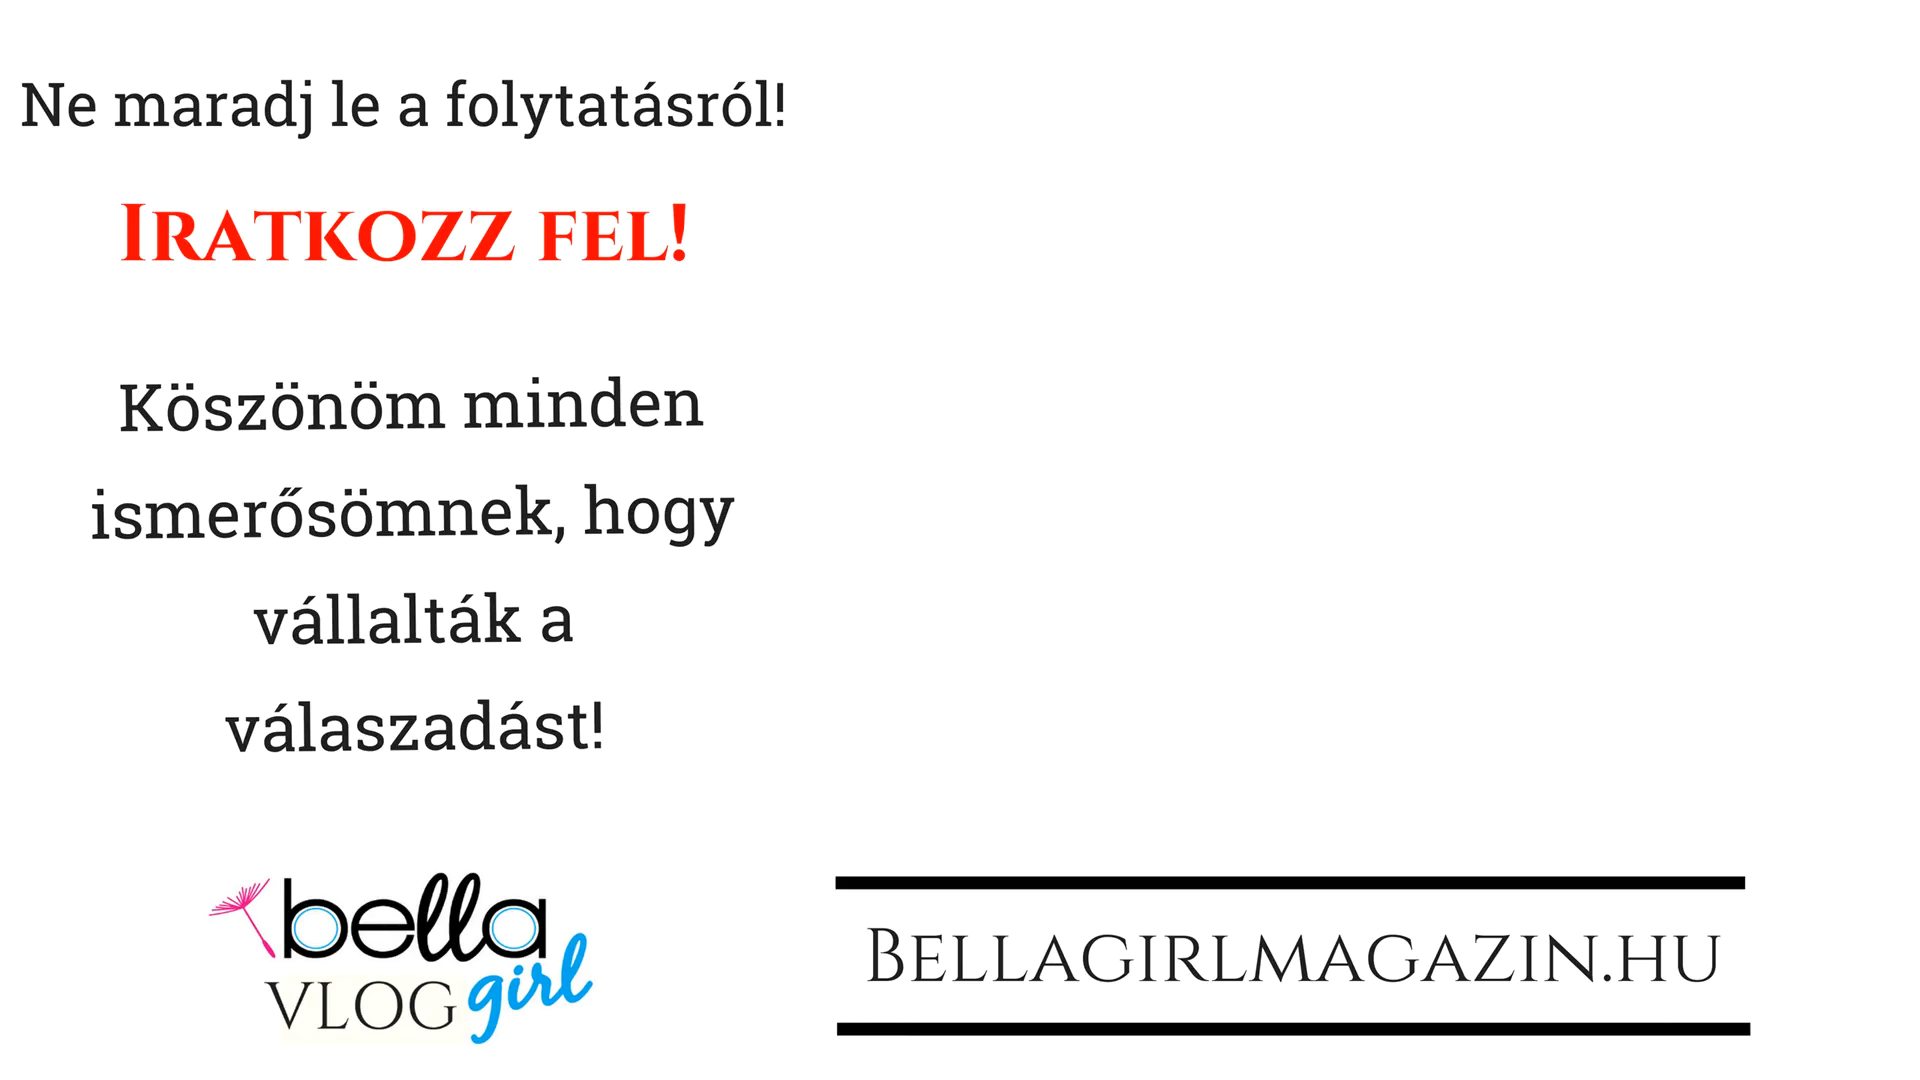 Ne maradj le a folytatásról!
IRATKOZZ FEL!
Köszönöm minden
ismerősömnek, hogy
vállalták a
válaszadást!
bella
girl
VLOG
BELLAGIRLMAGAZIN.HU